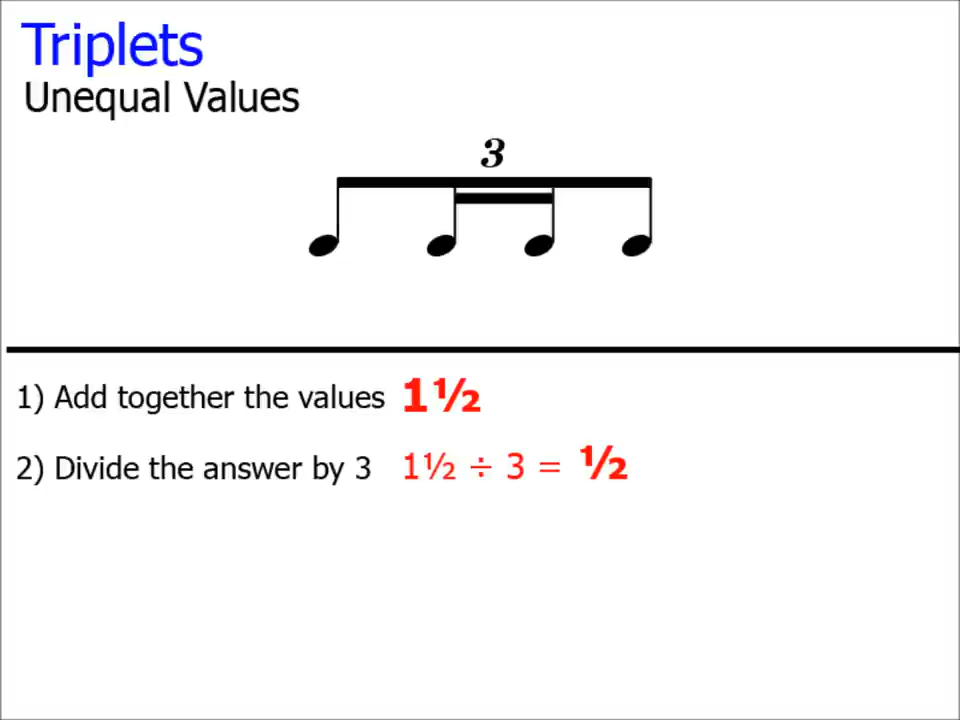 Triplets
Unequal Values
3
1) Add together the values 1½
2) Divide the answer by 3 1½ ÷ 3 = ½